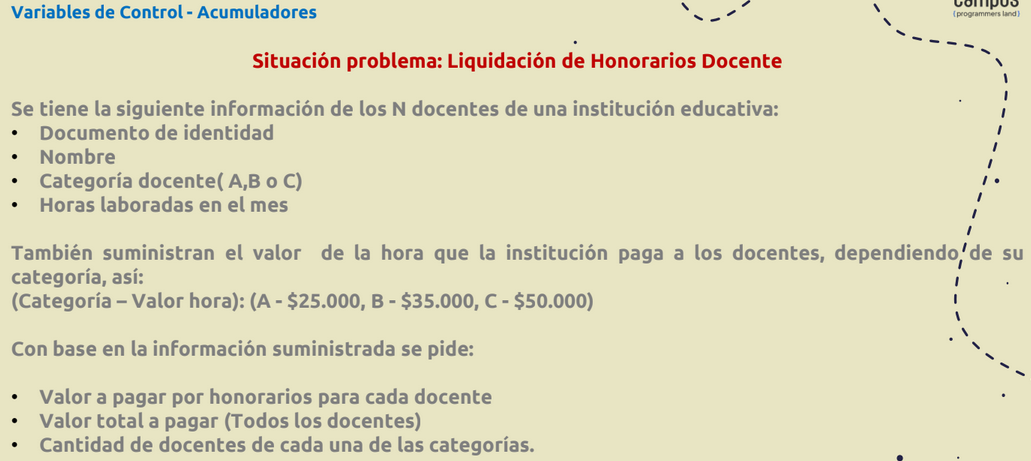 Variables de Control - Acumuladores
campus
(programmers land)
Situación problema: Liquidación de Honorarios Docente
Se tiene la siguiente información de los N docentes de una institución educativa:
• Documento de identidad
• Nombre
• Categoría docente( A,B o C)
• Horas laboradas en el mes
También suministran el valor de la hora que la institución paga a los docentes, dependiendo de su
categoría, así:
(Categoría – Valor hora): (A - $25.000, B - $35.000, C - $50.000)
Con base en la información suministrada se pide:
• Valor a pagar por honorarios para cada docente
• Valor total a pagar (Todos los docentes)
• Cantidad de docentes de cada una de las categorías.